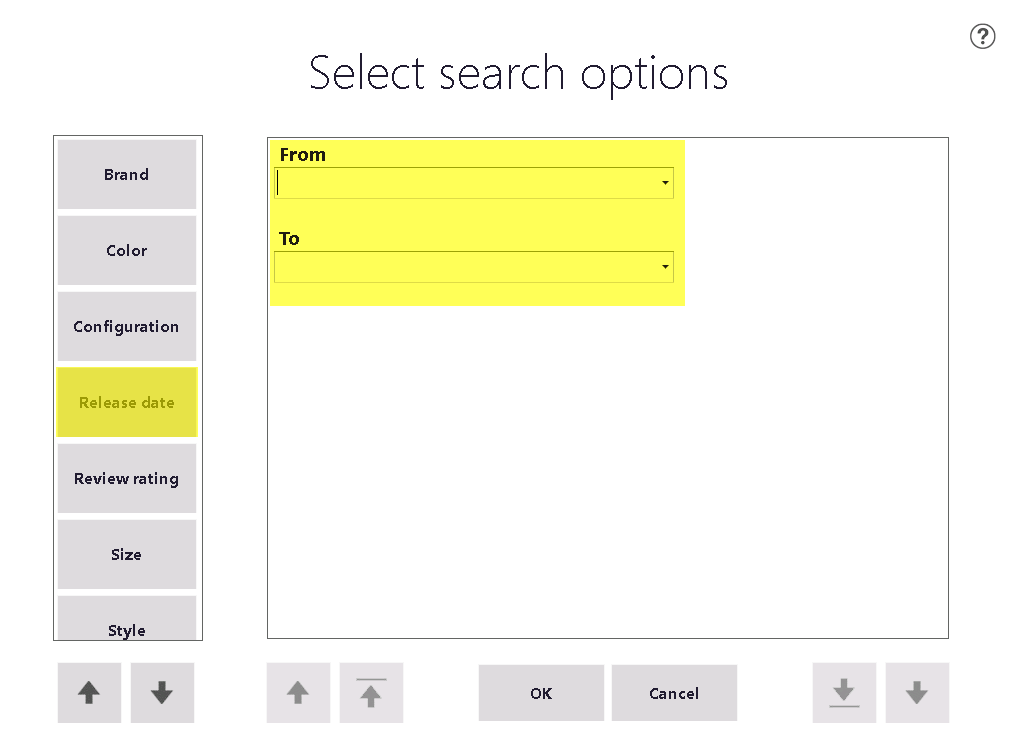 ?
Select search options
Brand
Color
Configuration
Release date
Review rating
Size
Style
From
To
OK
Cancel